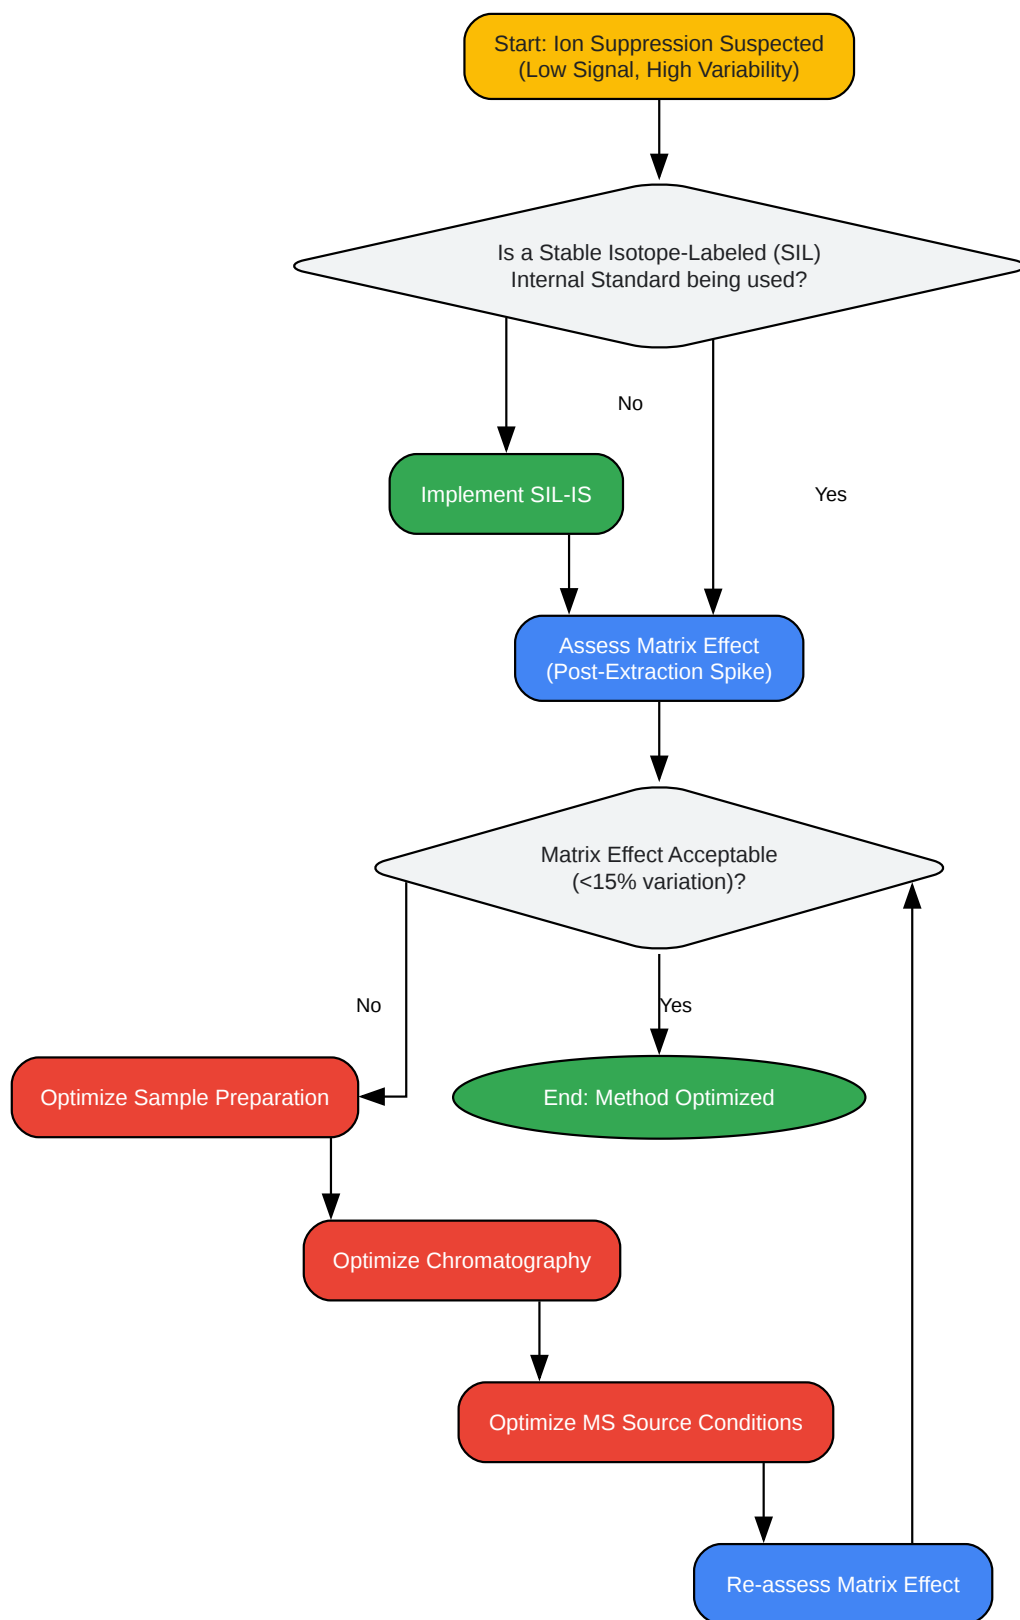 Start: Ion Suppression Suspected
(Low Signal, High Variability)
Is a Stable Isotope-Labeled (SIL)
Internal Standard being used?
No
Implement SIL-IS
Yes
Assess Matrix Effect
(Post-Extraction Spike)
Matrix Effect Acceptable
(<15% variation)?
No
Yes
Optimize Sample Preparation
End: Method Optimized
Optimize Chromatography
Optimize MS Source Conditions
Re-assess Matrix Effect